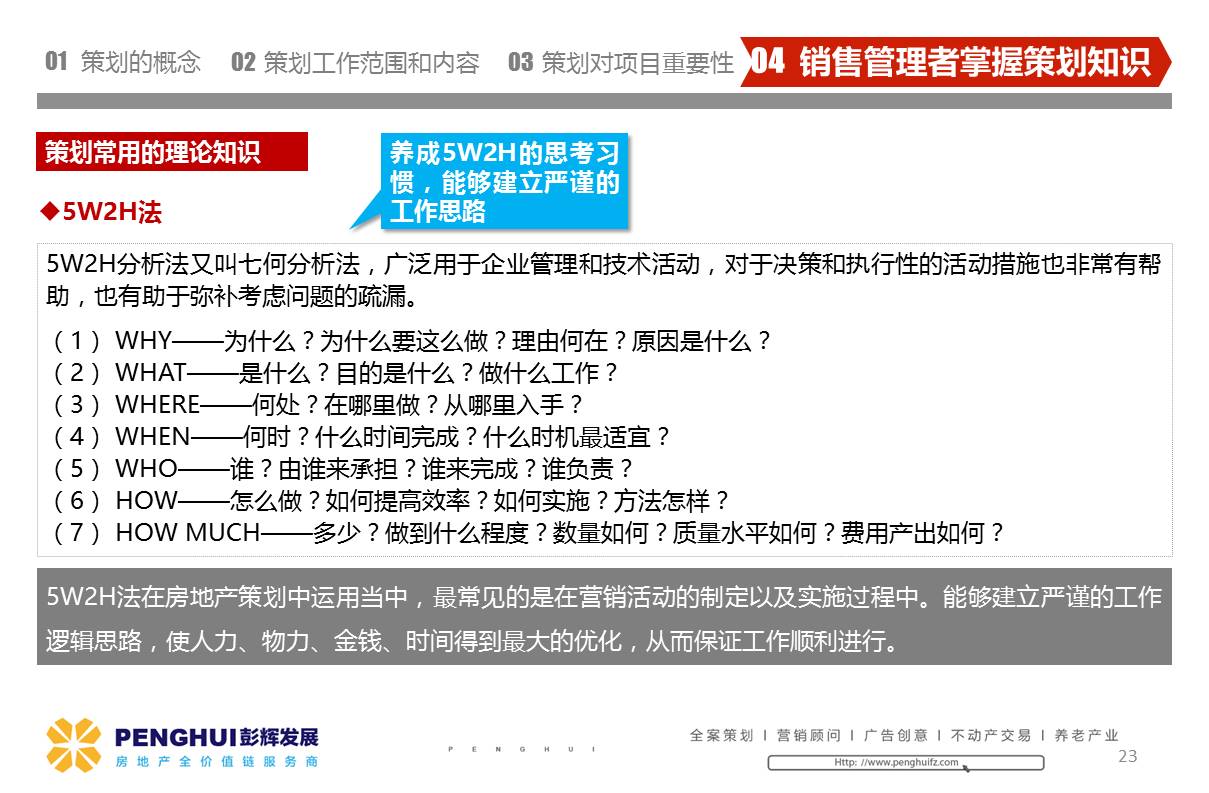 01 策划的概念 02 策划工作范围和内容 03 策划对项目重要性 04 销售管理者掌握策划知识
策划常用的理论知识
养成5W2H的思考习
惯，能够建立严谨的
工作思路
◆5W2H法
5W2H分析法又叫七何分析法，广泛用于企业管理和技术活动，对于决策和执行性的活动措施也非常有帮
助，也有助于弥补考虑问题的疏漏。
（1） WHY——为什么？为什么要这么做？理由何在？原因是什么？
（2） WHAT——是什么？目的是什么？做什么工作？
（3） WHERE——何处？在哪里做？从哪里入手？
（4） WHEN——何时？什么时间完成？什么时机最适宜？
（5） WHO——谁？由谁来承担？谁来完成？谁负责？
（6） HOW——怎么做？如何提高效率？如何实施？方法怎样？
（7） HOW MUCH——多少？做到什么程度？数量如何？质量水平如何？费用产出如何？
5W2H法在房地产策划中运用当中，最常见的是在营销活动的制定以及实施过程中。能够建立严谨的工作
逻辑思路，使人力、物力、金钱、时间得到最大的优化，从而保证工作顺利进行。
PENGHUI彭辉发展
房地产全价值链服务商
PENGHUI
全案策划 I 营销顾问 I 广告创意 I 不动产交易 I 养老产业
Http: //www.penghuifz.com
23